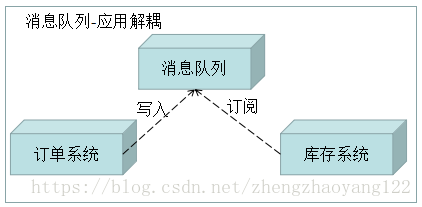 消息队列-应用解耦
消息队列
写入
订阅
订单系统
库存系统
https://blog.csdn.net/zhengzhaoyang122